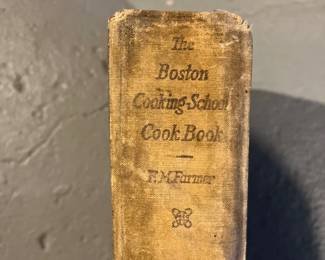 The
Boston
Cooking-School
Cook Book
F. M. Farmer